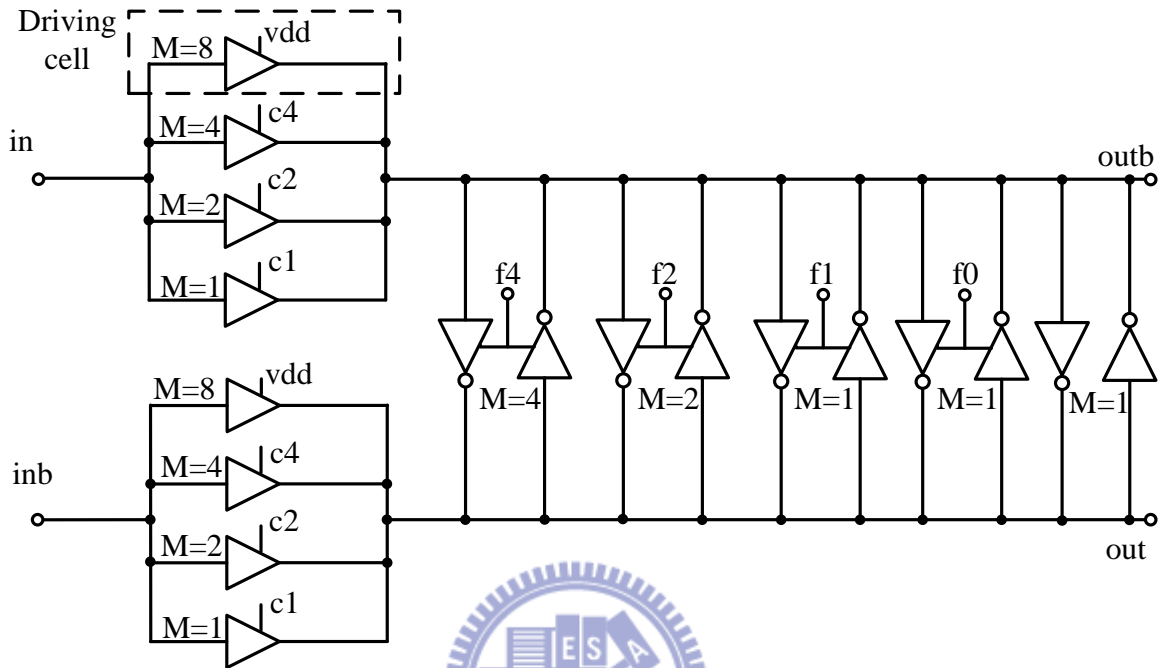 Driving
cell
M=8
vdd
M=4
c4
in
M=2
c2
M=1
c1
outb
f4
f2
f1
f0
M=4
M=2
M=1
M=1
M=1
M=8
vdd
M=4
c4
inb
M=2
c2
M=1
c1
out
E S A